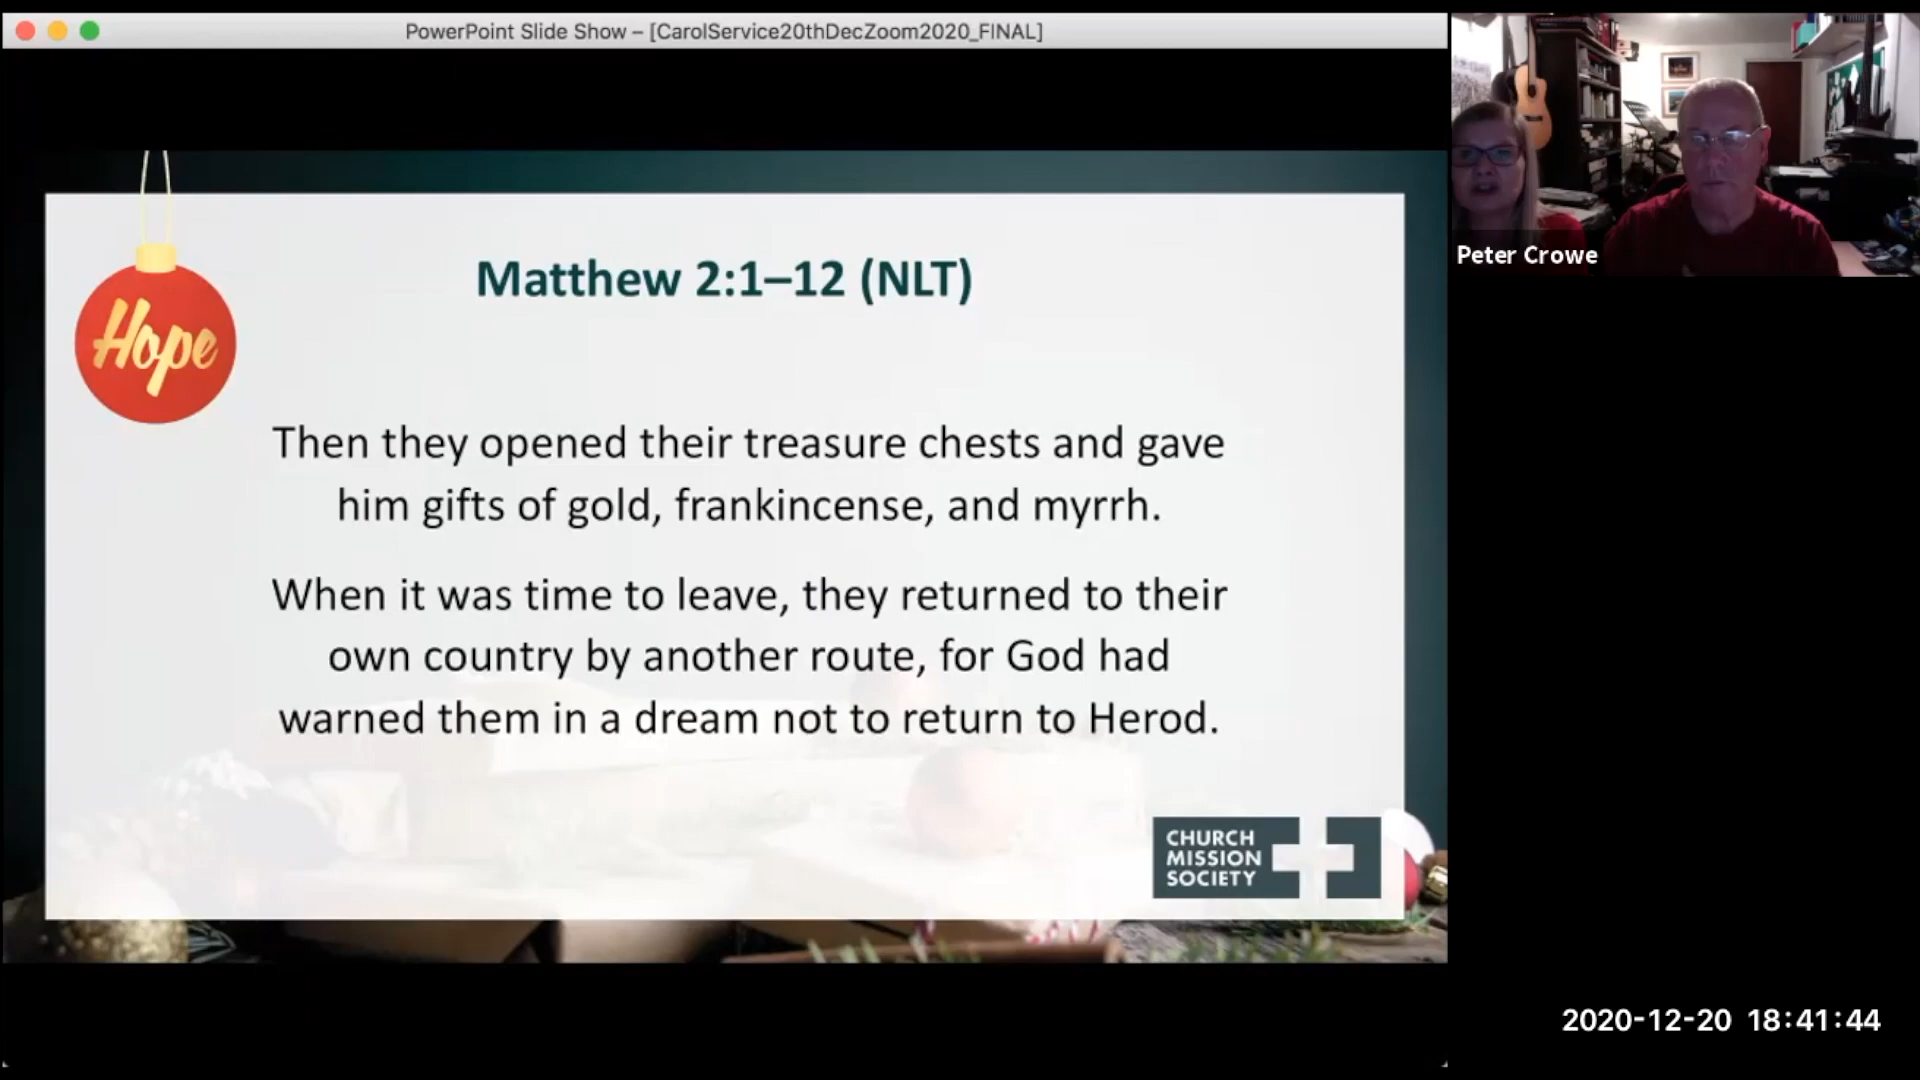 PowerPoint Slide Show – [CarolService20thDecZoom2020_FINAL]
Peter Crowe
Hope
Matthew 2:1–12 (NLT)
Then they opened their treasure chests and gave
him gifts of gold, frankincense, and myrrh.
When it was time to leave, they returned to their
own country by another route, for God had
warned them in a dream not to return to Herod.
CHURCH
MISSION
SOCIETY
2020-12-20 18:41:44